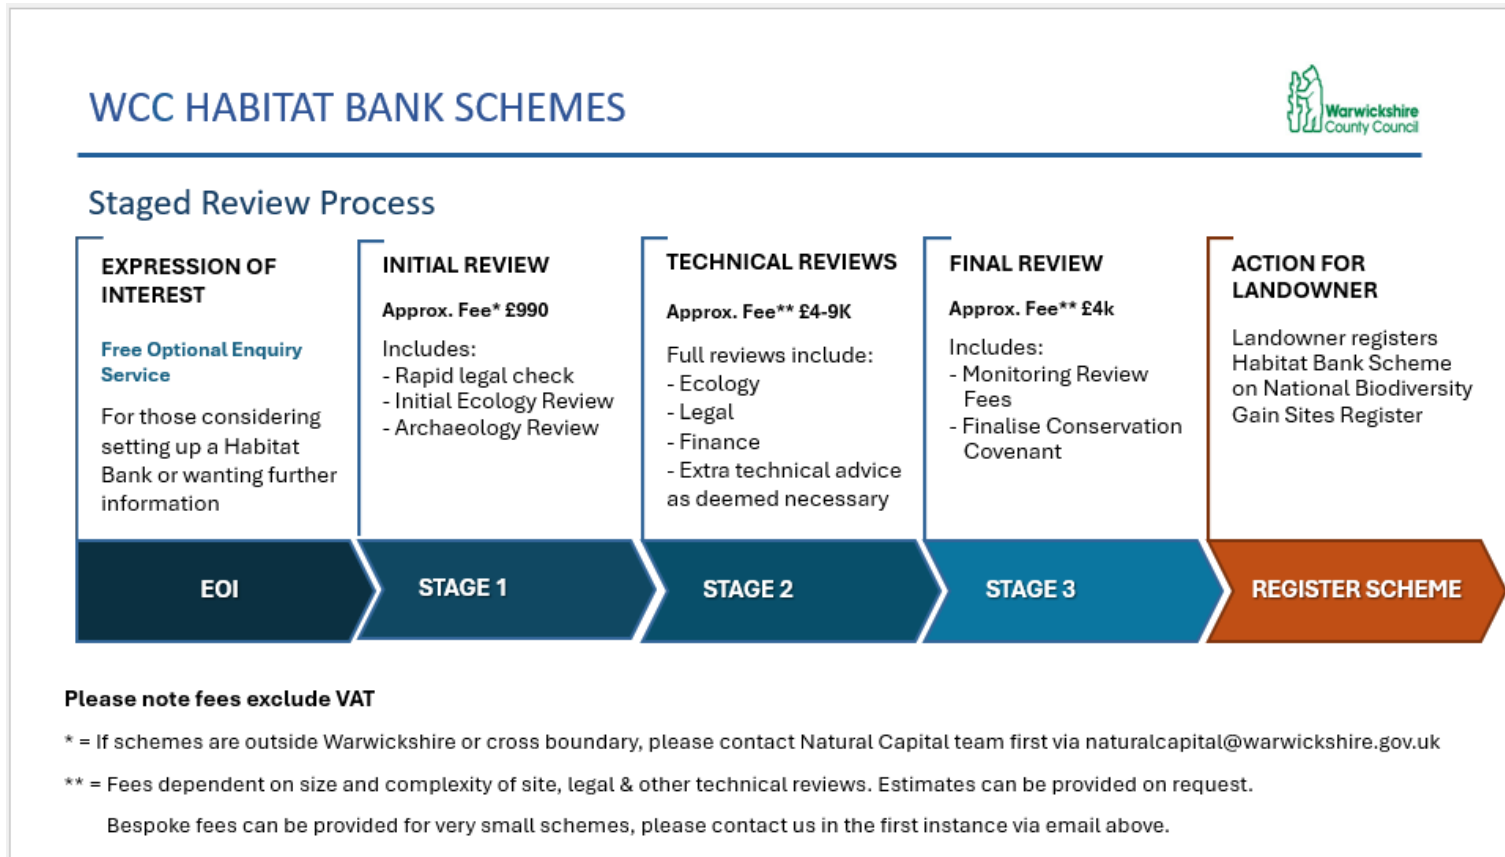 WCC HABITAT BANK SCHEMES
Warwickshire
County Council
Staged Review Process
EXPRESSION OF
INTEREST
Free Optional Enquiry
Service
For those considering
setting up a Habitat
Bank or wanting further
information
INITIAL REVIEW
Approx. Fee* £990
Includes:
- Rapid legal check
- Initial Ecology Review
- Archaeology Review
TECHNICAL REVIEWS
Approx. Fee** £4-9K
Full reviews include:
- Ecology
- Legal
- Finance
- Extra technical advice
as deemed necessary
FINAL REVIEW
Approx. Fee** £4k
Includes:
- Monitoring Review
Fees
- Finalise Conservation
Covenant
ACTION FOR
LANDOWNER
Landowner registers
Habitat Bank Scheme
on National Biodiversity
Gain Sites Register
EOI
STAGE 1
STAGE 2
STAGE 3
REGISTER SCHEME
Please note fees exclude VAT
* = If schemes are outside Warwickshire or cross boundary, please contact Natural Capital team first via naturalcapital@warwickshire.gov.uk
** = Fees dependent on size and complexity of site, legal & other technical reviews. Estimates can be provided on request.
Bespoke fees can be provided for very small schemes, please contact us in the first instance via email above.